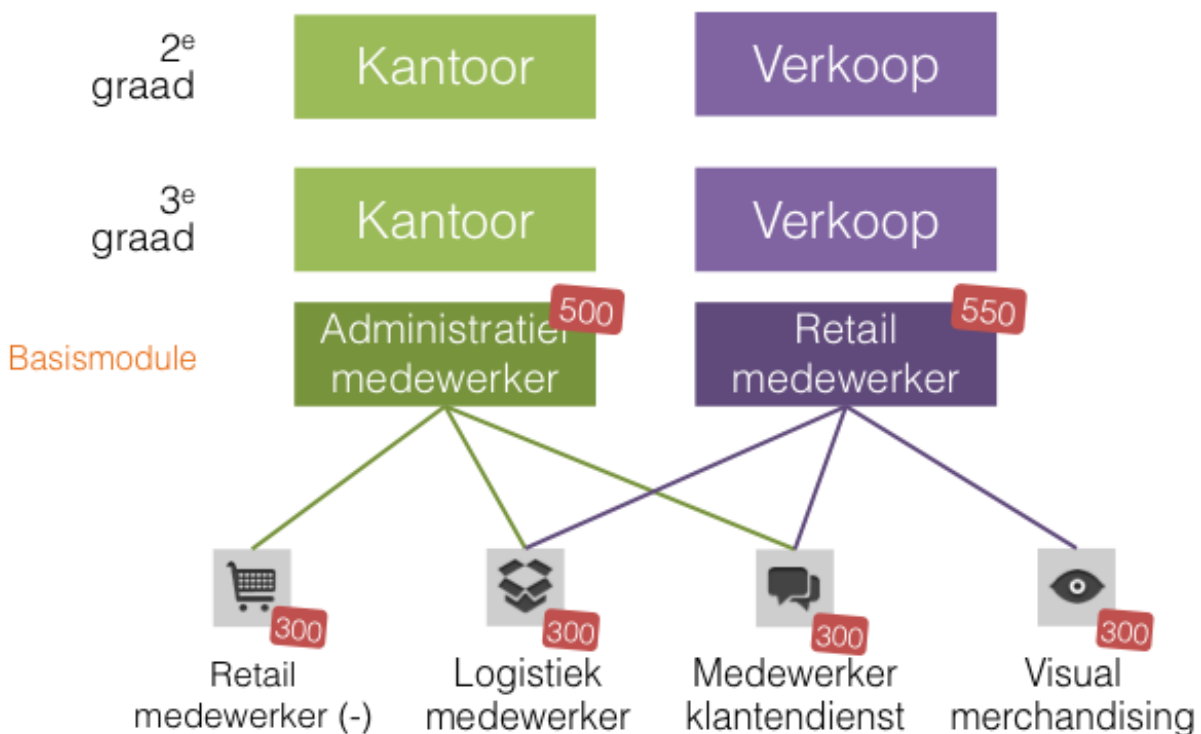 2e
graad
Kantoor
Verkoop
3e
graad
Kantoor
Verkoop
Basismodule
Administratief
medewerker
500
Retail
medewerker
550
300
Retail
medewerker (-)
300
Logistiek
medewerker
300
Medewerker
klantendienst
300
Visual
merchandising